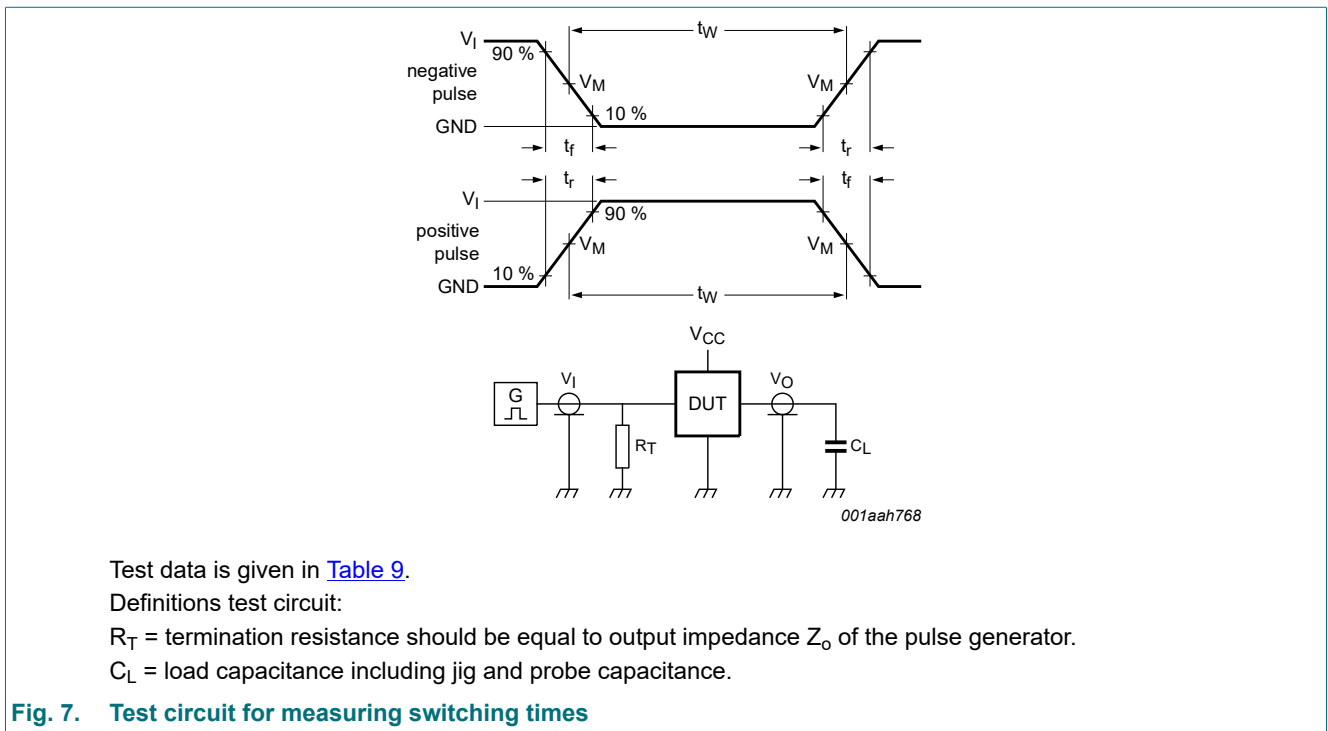 V_I
90 %
t_W
negative
pulse
V_M
V_M
10 %
GND
t_f
t_r
t_r
t_f
V_I
90 %
positive
pulse
V_M
V_M
10 %
GND
t_W
V_CC
G
V_I
DUT
V_O
R_T
C_L
001aah768
Test data is given in Table 9.
Definitions test circuit:
R_T = termination resistance should be equal to output impedance Z_o of the pulse generator.
C_L = load capacitance including jig and probe capacitance.
Fig. 7. Test circuit for measuring switching times